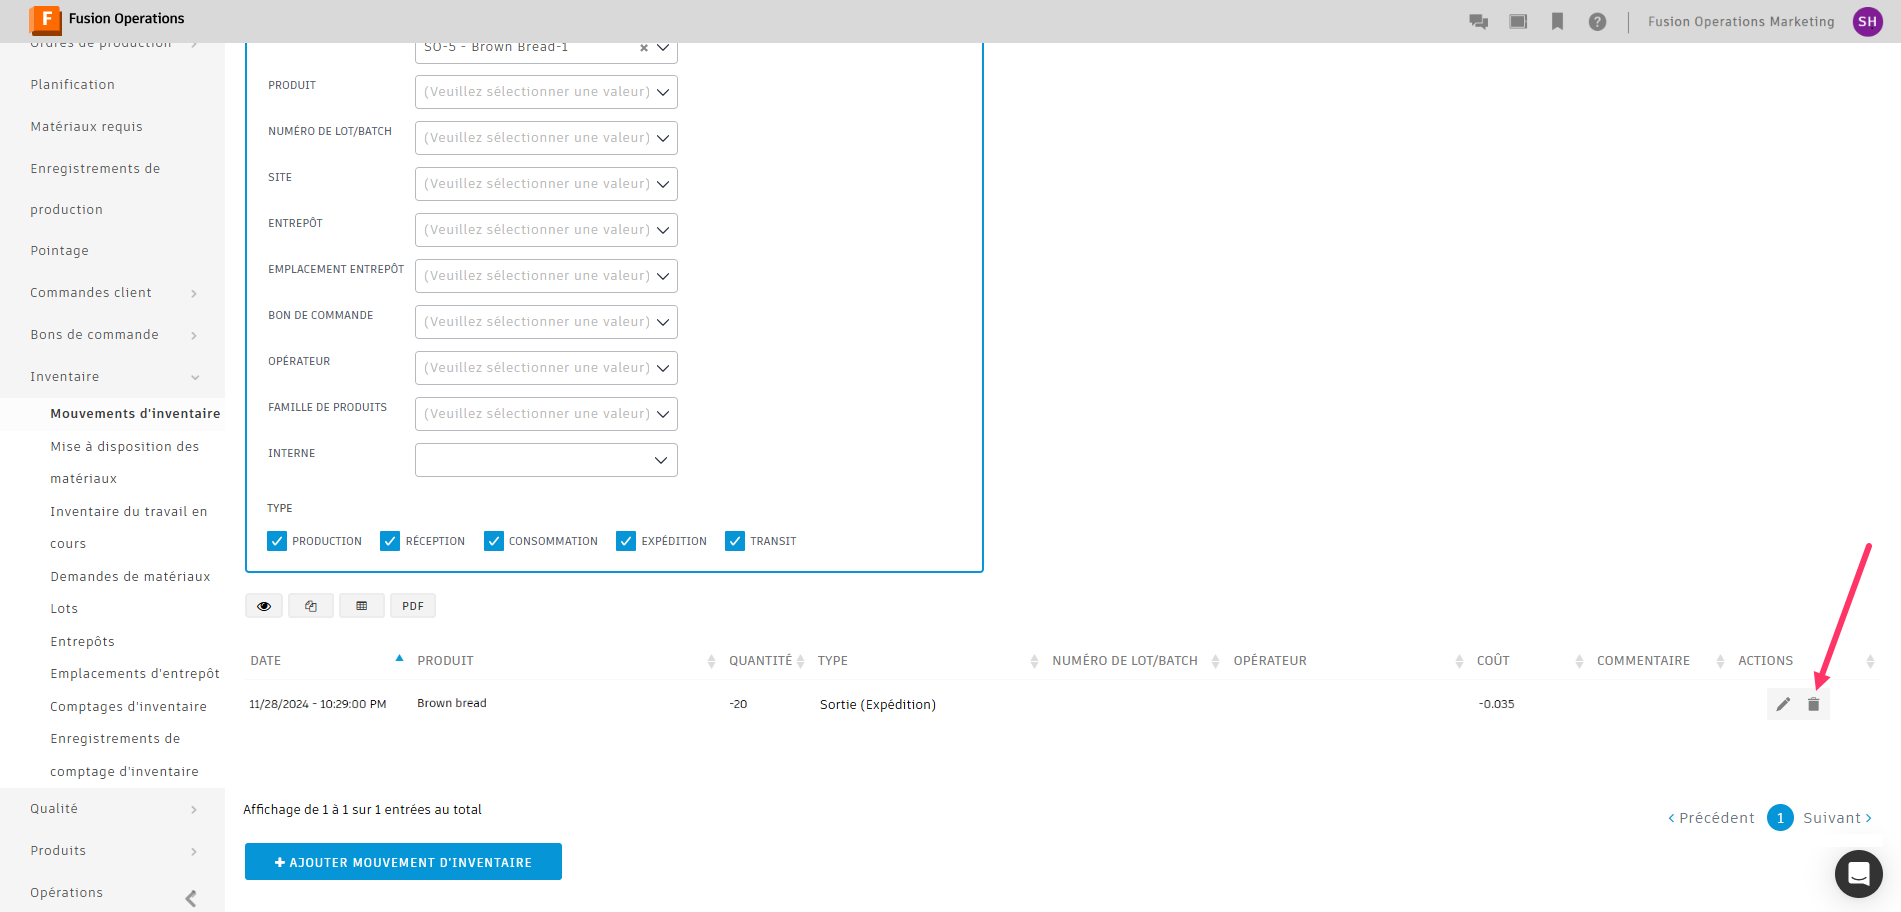 Fusion Operations
Fusion Operations Marketing
SH
Ordres de production
Planification
Matériaux requis
Enregistrements de
production
Pointage
Commandes client
Bons de commande
Inventaire
Mouvements d'inventaire
Mise à disposition des
matériaux
Inventaire du travail en
cours
Demandes de matériaux
Lots
Entrepôts
Emplacements d'entrepôt
Comptages d'inventaire
Enregistrements de
comptage d'inventaire
Qualité
Produits
Opérations
SO-5 - Brown Bread-1
PRODUIT (Veuillez sélectionner une valeur)
NUMÉRO DE LOT/BATCH (Veuillez sélectionner une valeur)
SITE (Veuillez sélectionner une valeur)
ENTREPÔT (Veuillez sélectionner une valeur)
EMPLACEMENT ENTREPÔT (Veuillez sélectionner une valeur)
BON DE COMMANDE (Veuillez sélectionner une valeur)
OPÉRATEUR (Veuillez sélectionner une valeur)
FAMILLE DE PRODUITS (Veuillez sélectionner une valeur)
INTERNE
TYPE
PRODUCTION RÉCEPTION CONSOMMATION EXPÉDITION TRANSIT
PDF
DATE PRODUIT QUANTITÉ TYPE NUMÉRO DE LOT/BATCH OPÉRATEUR COÛT COMMENTAIRE ACTIONS
11/28/2024 - 10:29:00 PM Brown bread -20 Sortie (Expédition) -0.035
Affichage de 1 à 1 sur 1 entrées au total
Précédent 1 Suivant
AJOUTER MOUVEMENT D'INVENTAIRE